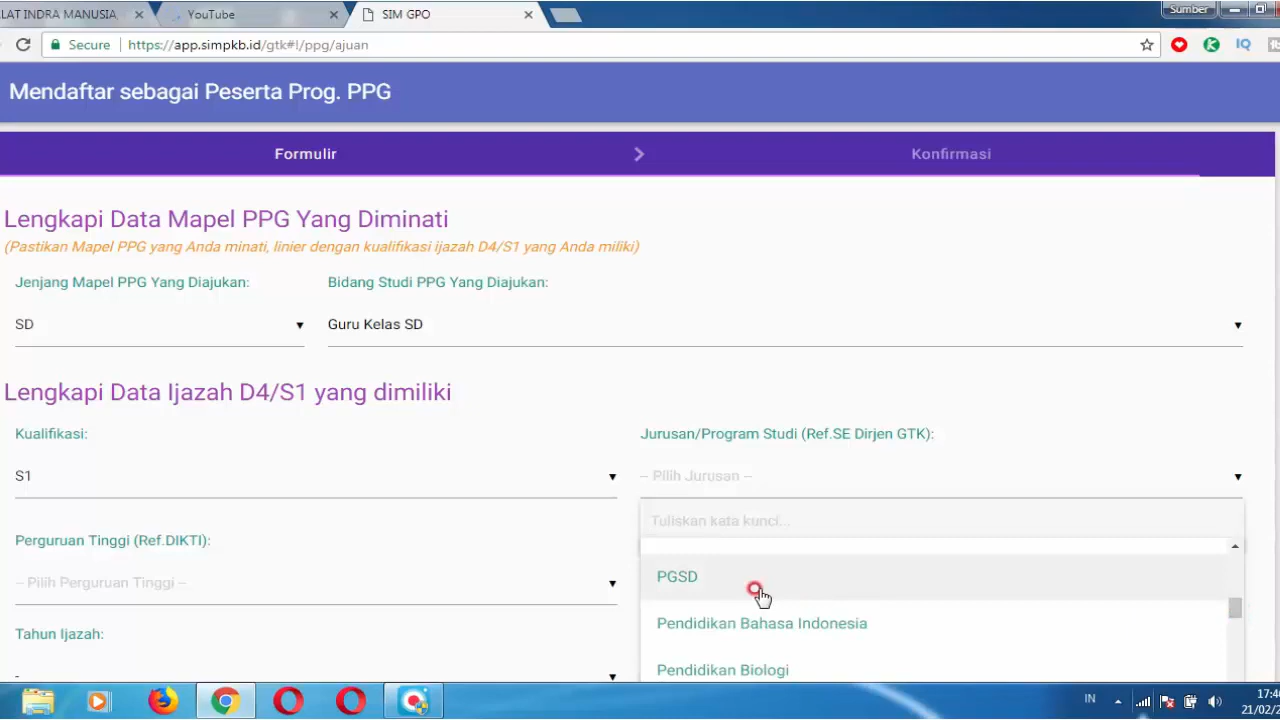 LAT INDRA MANUSIA
YouTube
SIM GPO
Sumber
Secure
https://app.simpkb.id/gtk#!/ppg/ajuan
IQ
Mendaftar sebagai Peserta Prog. PPG
Formulir
Konfirmasi
Lengkapi Data Mapel PPG Yang Diminati
(Pastikan Mapel PPG yang Anda minati, linier dengan kualifikasi ijazah D4/S1 yang Anda miliki)
Jenjang Mapel PPG Yang Diajukan:
Bidang Studi PPG Yang Diajukan:
SD
Guru Kelas SD
Lengkapi Data Ijazah D4/S1 yang dimiliki
Kualifikasi:
Jurusan/Program Studi (Ref.SE Dirjen GTK):
S1
-- Pilih Jurusan --
Tuliskan kata kunci...
Perguruan Tinggi (Ref.DIKTI):
PGSD
-- Pilih Perguruan Tinggi --
Pendidikan Bahasa Indonesia
Tahun Ijazah:
Pendidikan Biologi
-
IN
21/02/